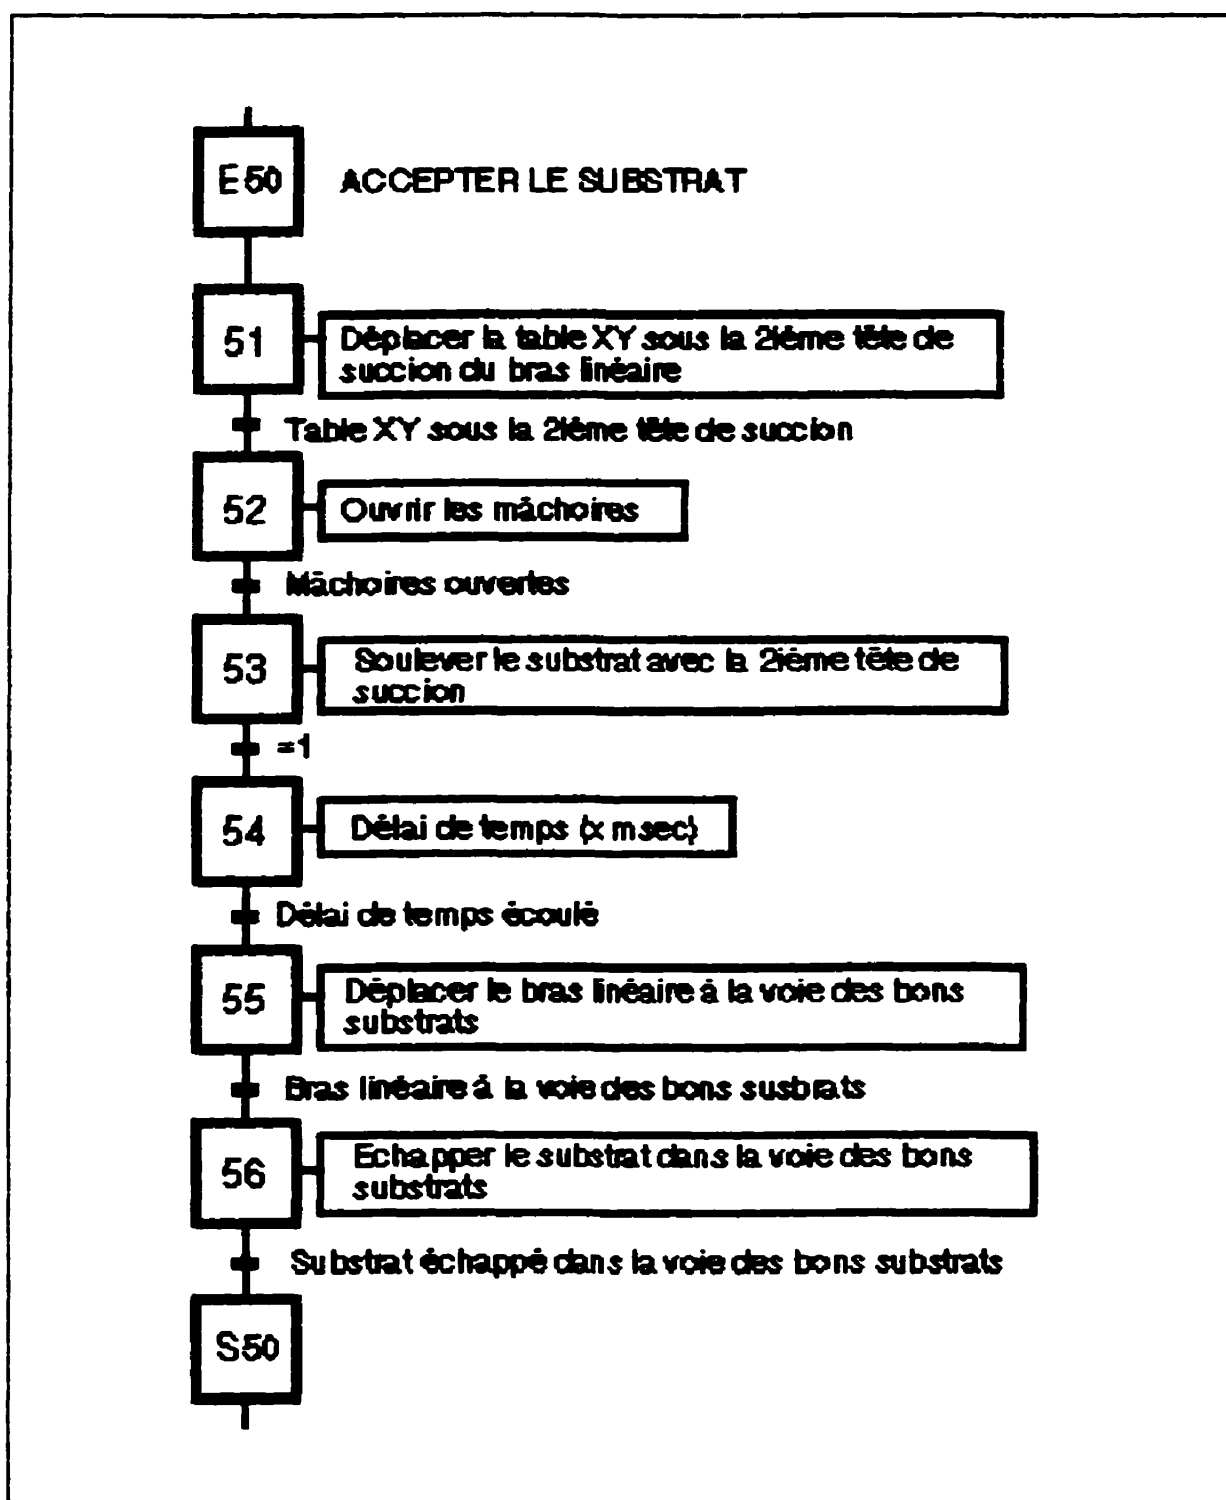 E50
ACCEPTER LE SUBSTRAT
51
Déplacer la table XY sous la 2ième tête de
succion du bras linéaire
Table XY sous la 2ième tête de succion
52
Ouvrir les mâchoires
Mâchoires ouvertes
53
Soulever le substrat avec la 2ième tête de
succion
=1
54
Délai de temps (x msec)
Délai de temps écoulé
55
Déplacer le bras linéaire à la voie des bons
substrats
Bras linéaire à la voie des bons susbrats
56
Echapper le substrat dans la voie des bons
substrats
Substrat échappé dans la voie des bons substrats
S50